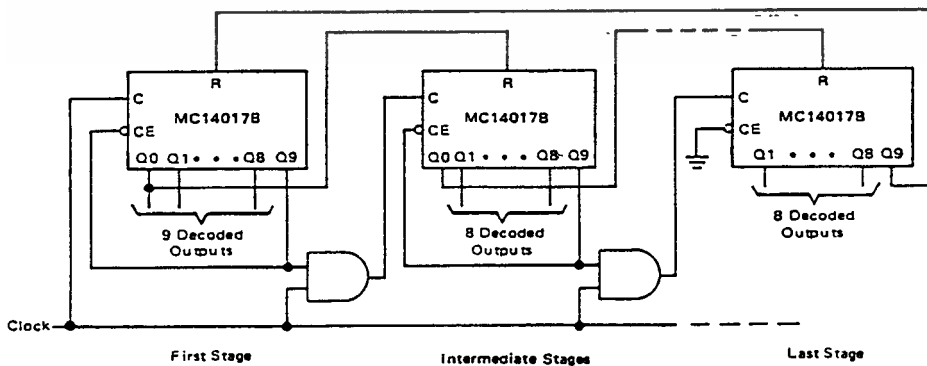 R
C
MC14017B
CE
Q0 Q1 • • • Q8 Q9
9 Decoded
Outputs
R
C
MC14017B
CE
Q0 Q1 • • • Q8 Q9
8 Decoded
Outputs
R
C
MC14017B
CE
Q1 • • • Q8 Q9
8 Decoded
Outputs
Clock
First Stage
Intermediate Stages
Last Stage